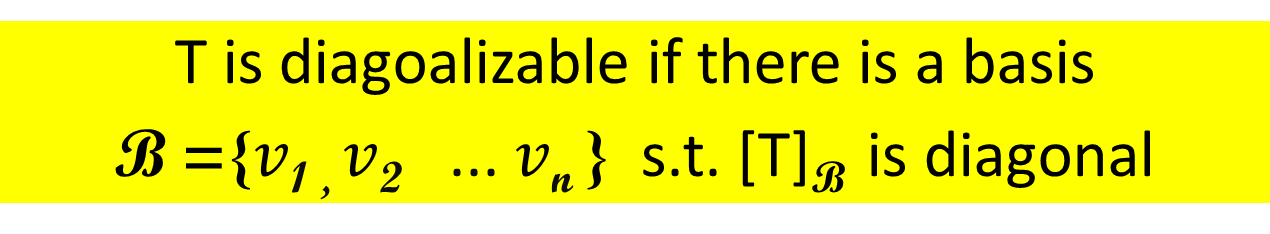 T is diagoalizable if there is a basis
ℬ ={v₁ , v₂ ... vₙ } s.t. [T]ℬ is diagonal